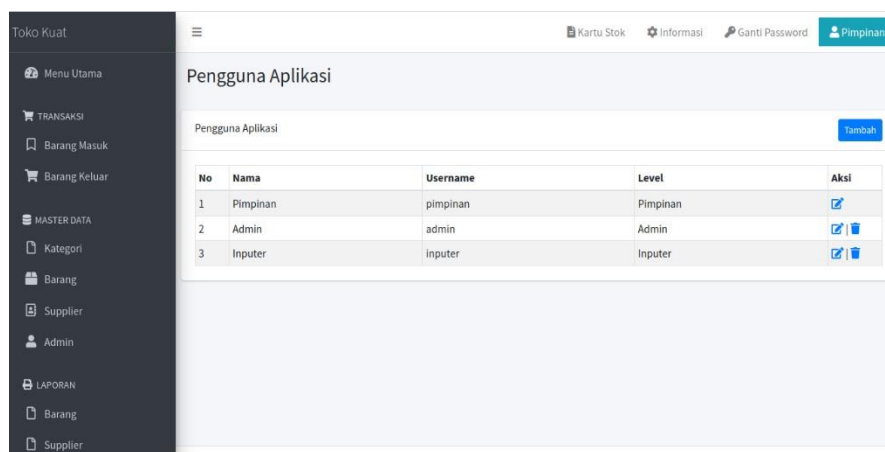 Toko Kuat
Kartu Stok Informasi Ganti Password Pimpinan
Menu Utama
TRANSAKSI
Barang Masuk
Barang Keluar
MASTER DATA
Kategori
Barang
Supplier
Admin
LAPORAN
Barang
Supplier
Pengguna Aplikasi
Pengguna Aplikasi Tambah
No Nama Username Level Aksi
1 Pimpinan pimpinan Pimpinan
2 Admin admin Admin |
3 Inputer inputer Inputer |